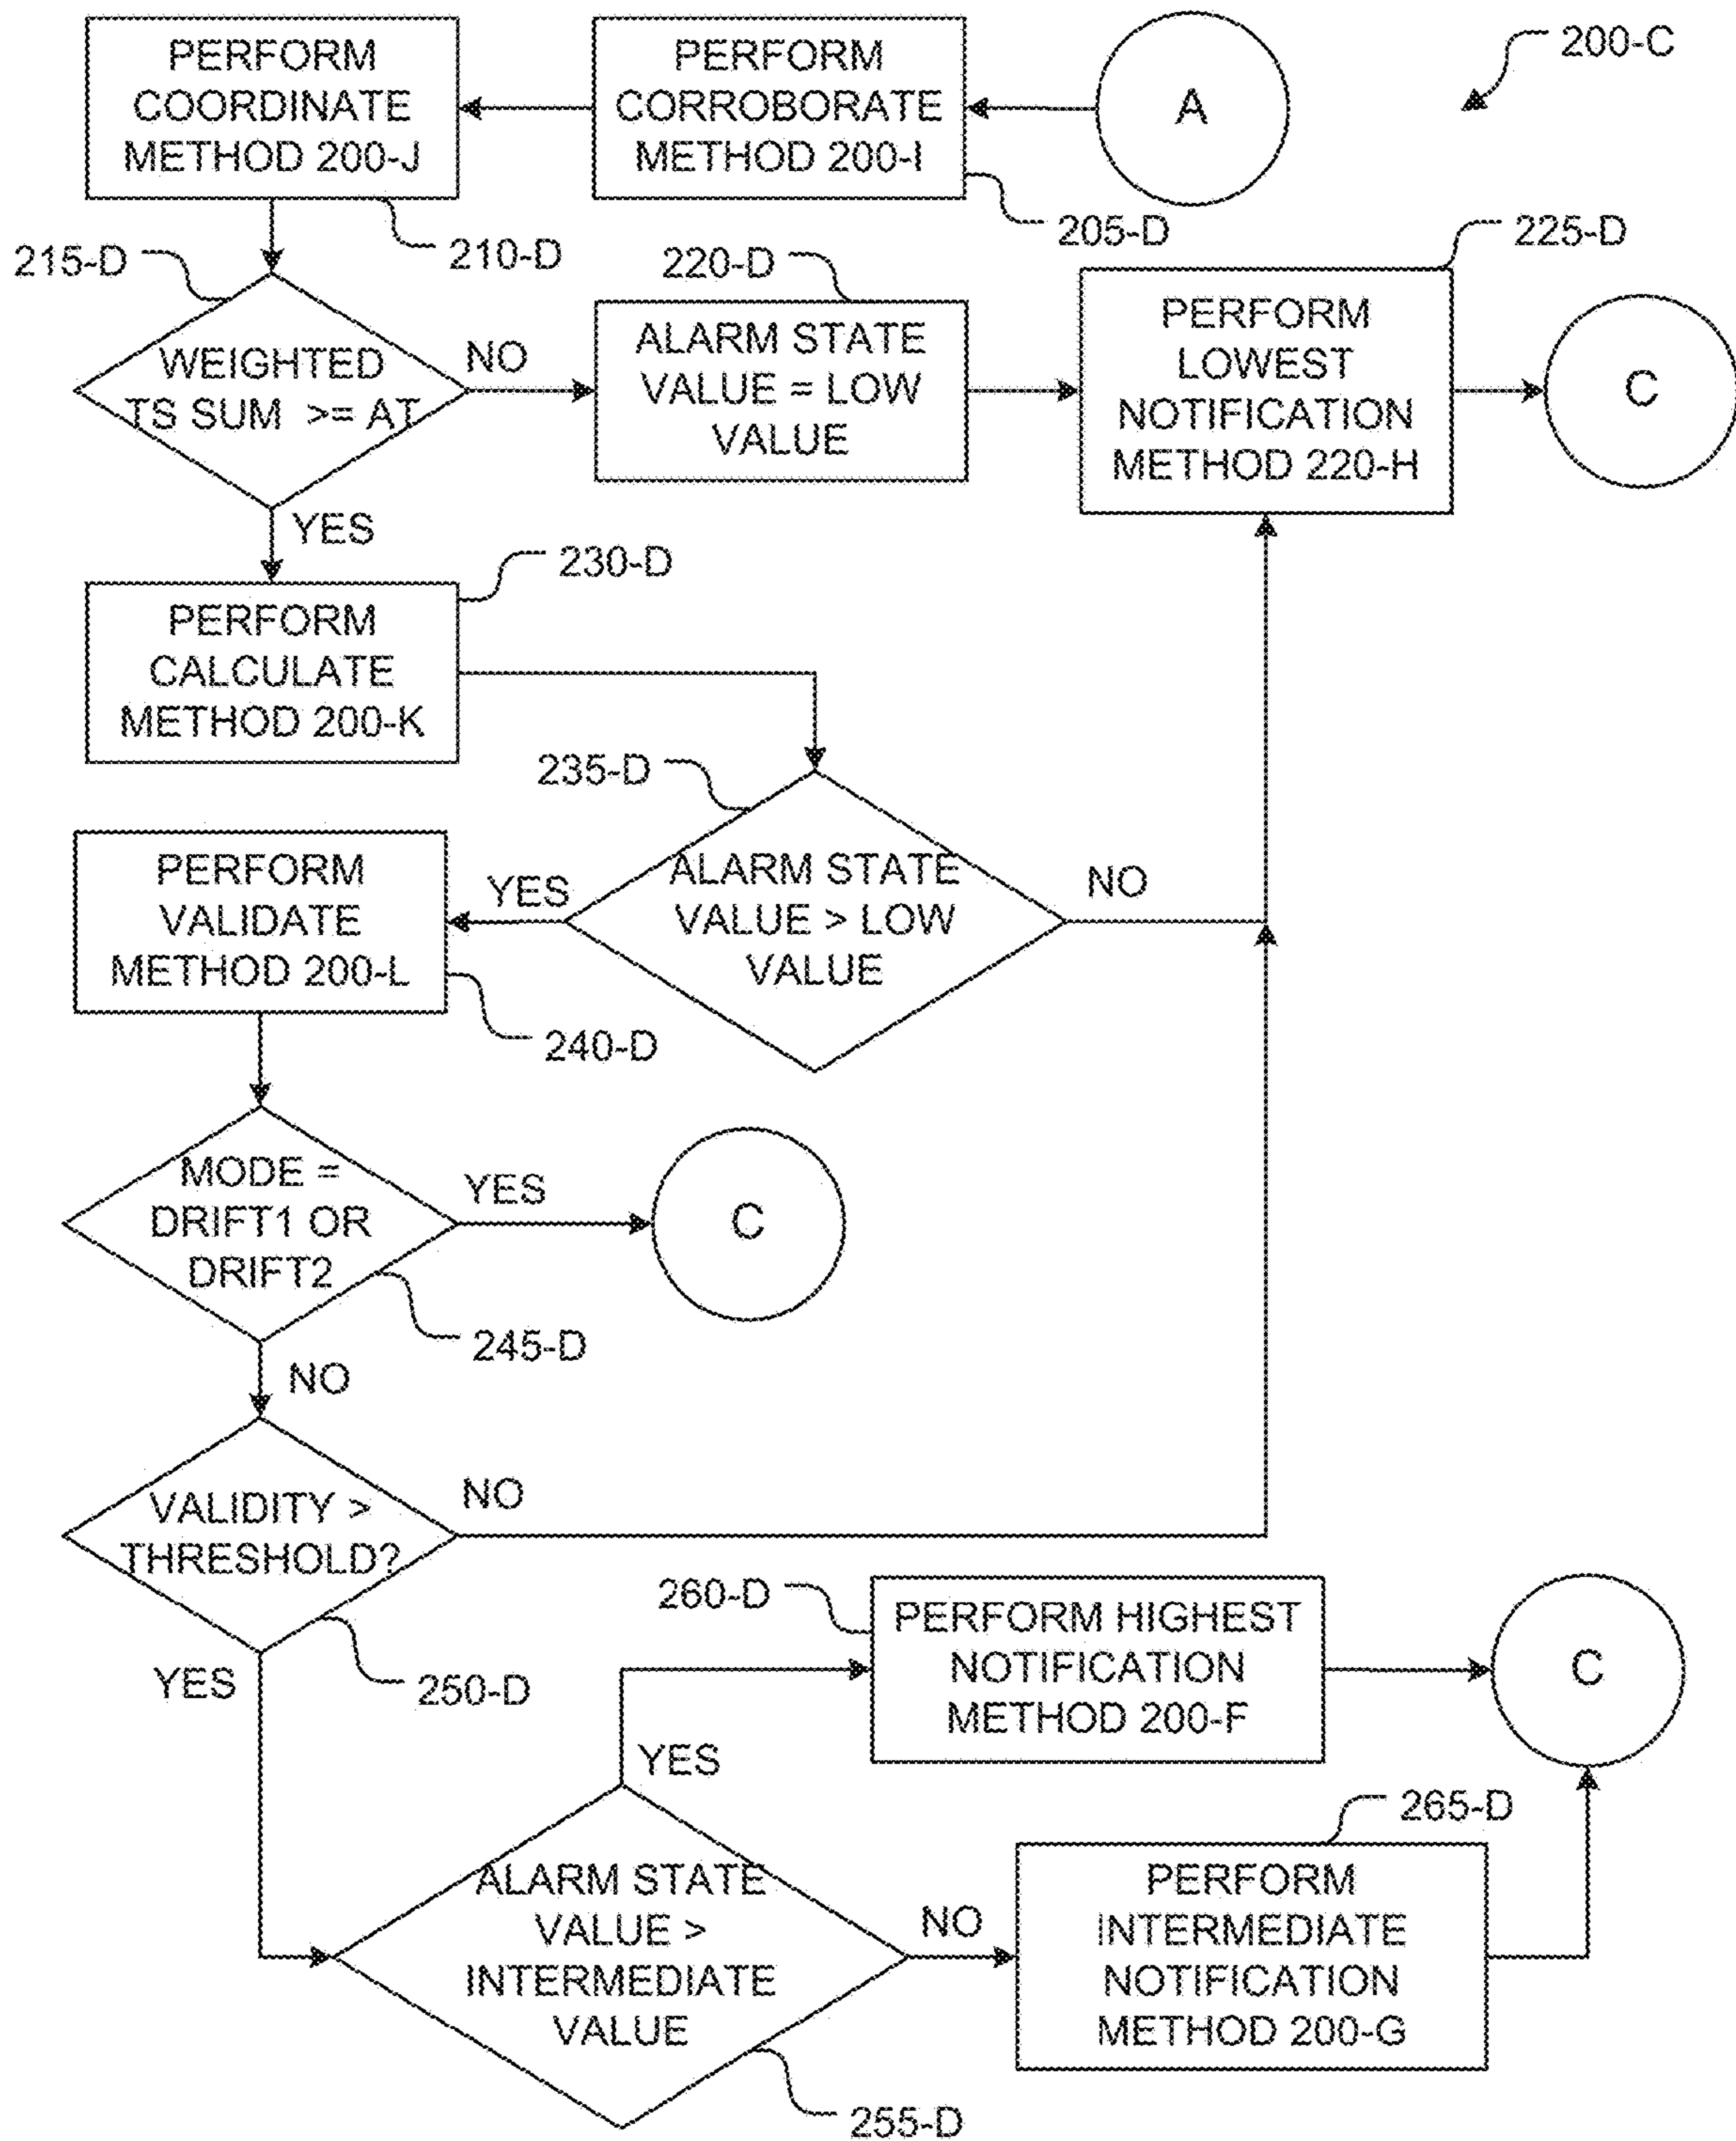 PERFORM
COORDINATE
METHOD 200-J
PERFORM
CORROBORATE
METHOD 200-I
A
200-C
205-D
210-D
215-D
220-D
225-D
WEIGHTED
TS SUM >= AT
NO
ALARM STATE
VALUE = LOW
VALUE
PERFORM
LOWEST
NOTIFICATION
METHOD 220-H
C
YES
230-D
PERFORM
CALCULATE
METHOD 200-K
235-D
ALARM STATE
VALUE > LOW
VALUE
YES
NO
PERFORM
VALIDATE
METHOD 200-L
240-D
MODE =
DRIFT1 OR
DRIFT2
YES
C
245-D
NO
VALIDITY >
THRESHOLD?
NO
YES
250-D
260-D
PERFORM HIGHEST
NOTIFICATION
METHOD 200-F
C
YES
265-D
ALARM STATE
VALUE >
INTERMEDIATE
VALUE
NO
PERFORM
INTERMEDIATE
NOTIFICATION
METHOD 200-G
255-D